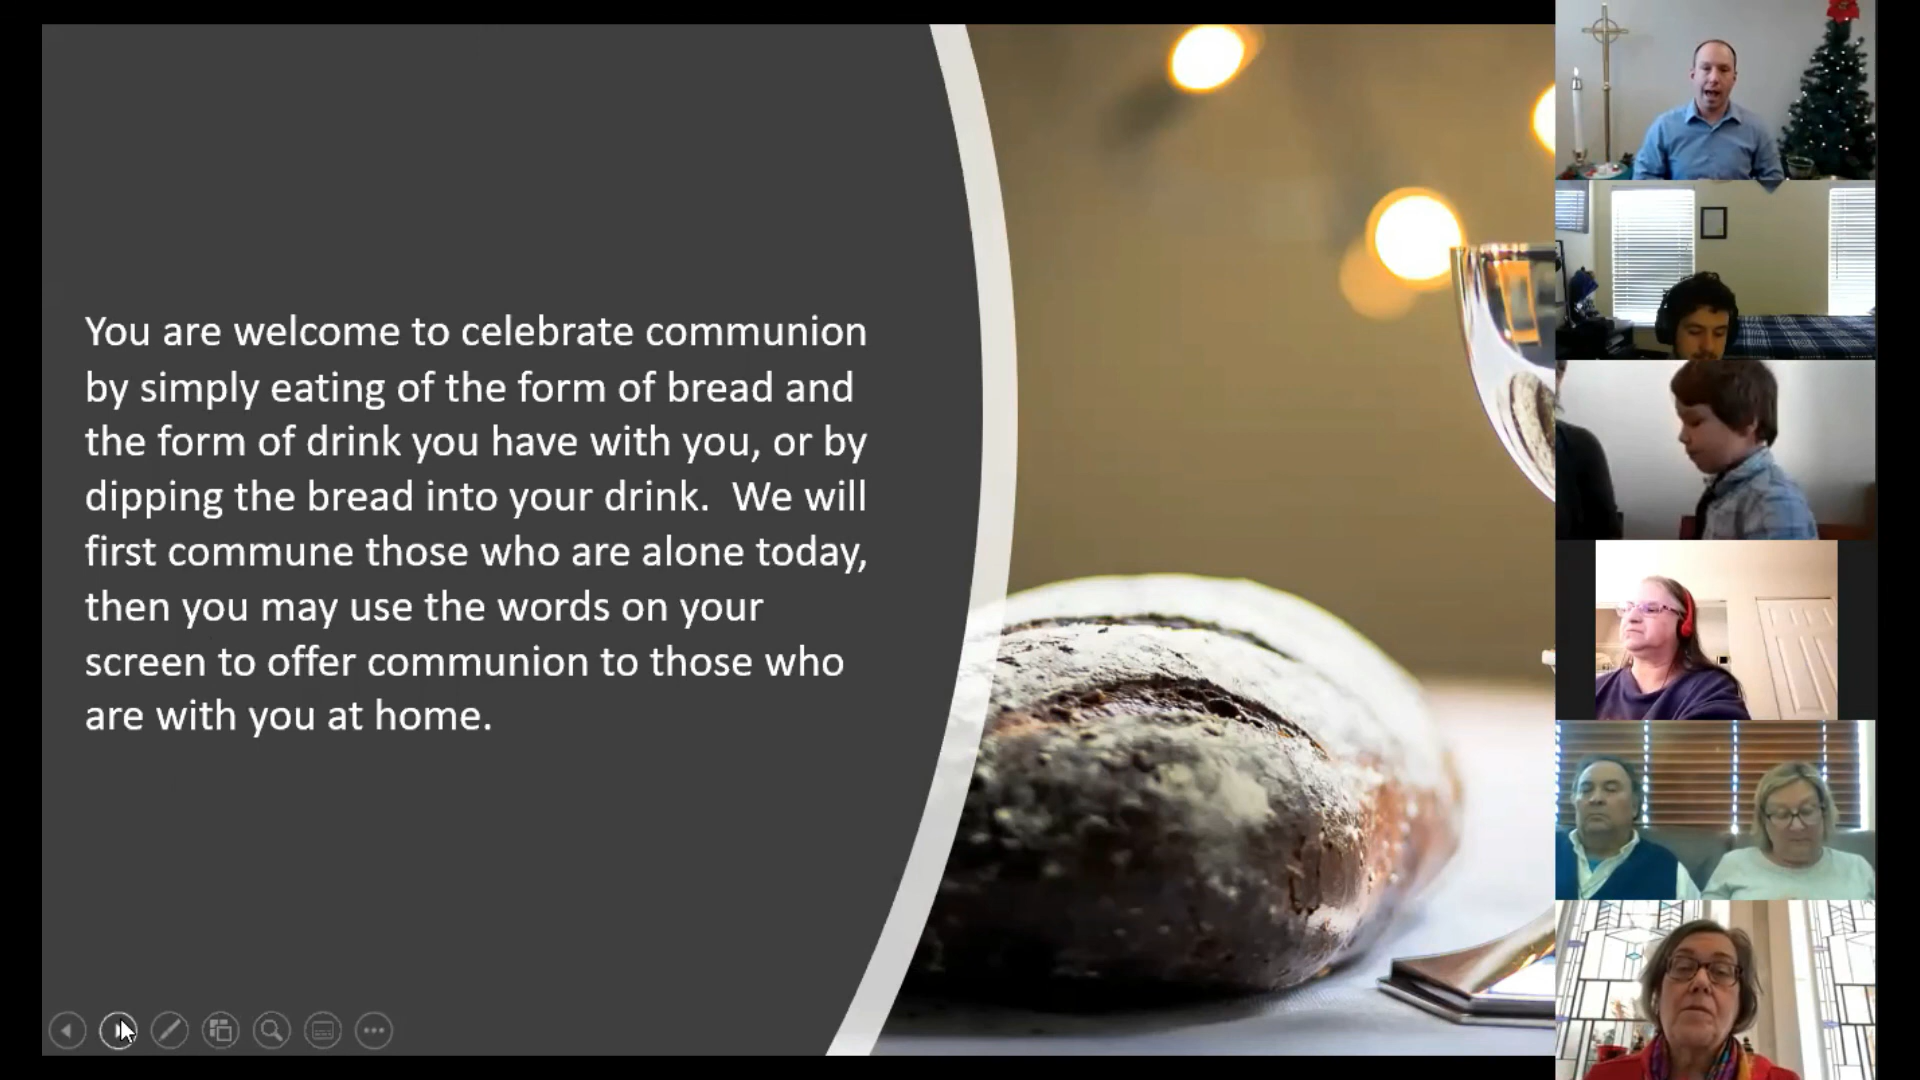 You are welcome to celebrate communion
by simply eating of the form of bread and
the form of drink you have with you, or by
dipping the bread into your drink.  We will
first commune those who are alone today,
then you may use the words on your
screen to offer communion to those who
are with you at home.